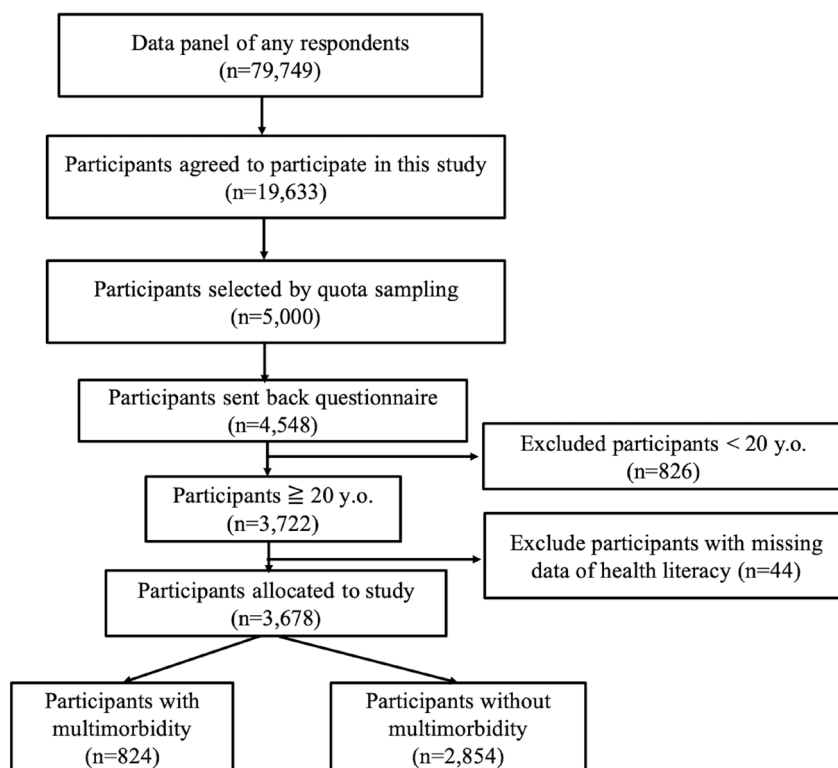 Data panel of any respondents
(n=79,749)
Participants agreed to participate in this study
(n=19,633)
Participants selected by quota sampling
(n=5,000)
Participants sent back questionnaire
(n=4,548)
Excluded participants < 20 y.o.
(n=826)
Participants ≧ 20 y.o.
(n=3,722)
Exclude participants with missing
data of health literacy (n=44)
Participants allocated to study
(n=3,678)
Participants with
multimorbidity
(n=824)
Participants without
multimorbidity
(n=2,854)